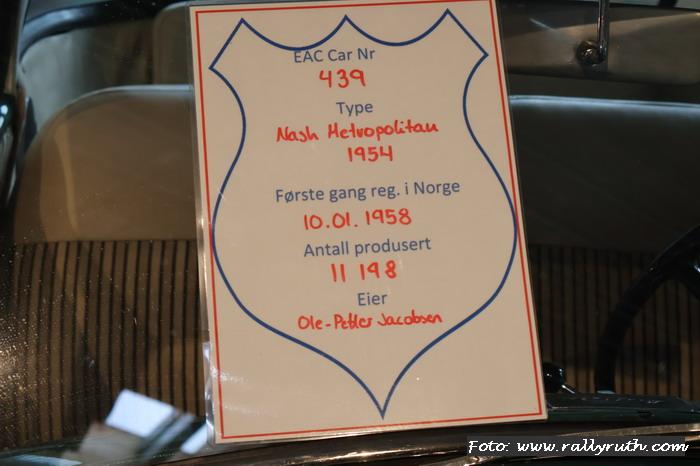 EAC Car Nr
439
Type
Nash Metropolitan
1954
Første gang reg. i Norge
10.01.1958
Antall produsert
11 198
Eier
Ole-Petter Jacobsen
Foto: www.rallyruth.com